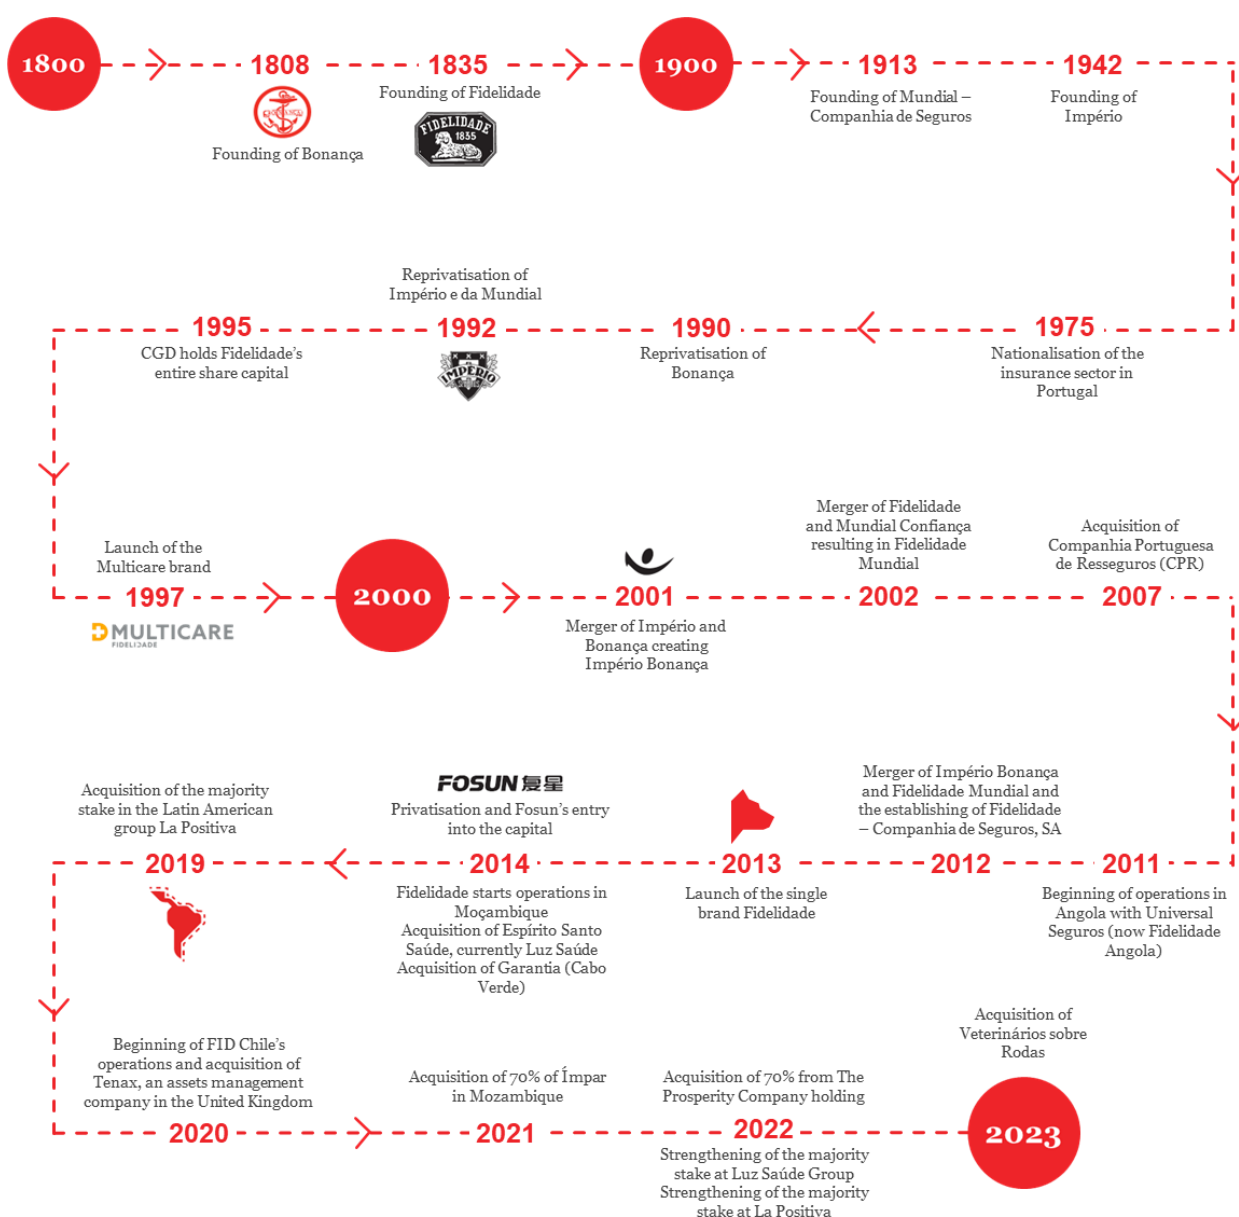 1800
1808
BONANÇA
Founding of Bonança
1835
Founding of Fidelidade
FIDELIDADE
1835
1900
1913
Founding of Mundial –
Companhia de Seguros
1942
Founding of
Império
1975
Nationalisation of the
insurance sector in
Portugal
1990
Reprivatisation of
Bonança
Reprivatisation of
Império e da Mundial
1992
IMPÉRIO
1995
CGD holds Fidelidade’s
entire share capital
Launch of the
Multicare brand
1997
MULTICARE
FIDELIDADE
2000
2001
Merger of Império and
Bonança creating
Império Bonança
Merger of Fidelidade
and Mundial Confiança
resulting in Fidelidade
Mundial
2002
Acquisition of
Companhia Portuguesa
de Resseguros (CPR)
2007
2011
Beginning of operations in
Angola with Universal
Seguros (now Fidelidade
Angola)
Merger of Império Bonança
and Fidelidade Mundial and
the establishing of Fidelidade
– Companhia de Seguros, SA
2012
2013
Launch of the single
brand Fidelidade
FOSUN 复星
Privatisation and Fosun’s entry
into the capital
2014
Fidelidade starts operations in
Moçambique
Acquisition of Espírito Santo
Saúde, currently Luz Saúde
Acquisition of Garantia (Cabo
Verde)
Acquisition of the majority
stake in the Latin American
group La Positiva
2019
Beginning of FID Chile’s
operations and acquisition of
Tenax, an assets management
company in the United Kingdom
2020
Acquisition of 70% of Ímpar
in Mozambique
2021
Acquisition of 70% from The
Prosperity Company holding
2022
Strengthening of the majority
stake at Luz Saúde Group
Strengthening of the majority
stake at La Positiva
Acquisition of
Veterinários sobre
Rodas
2023